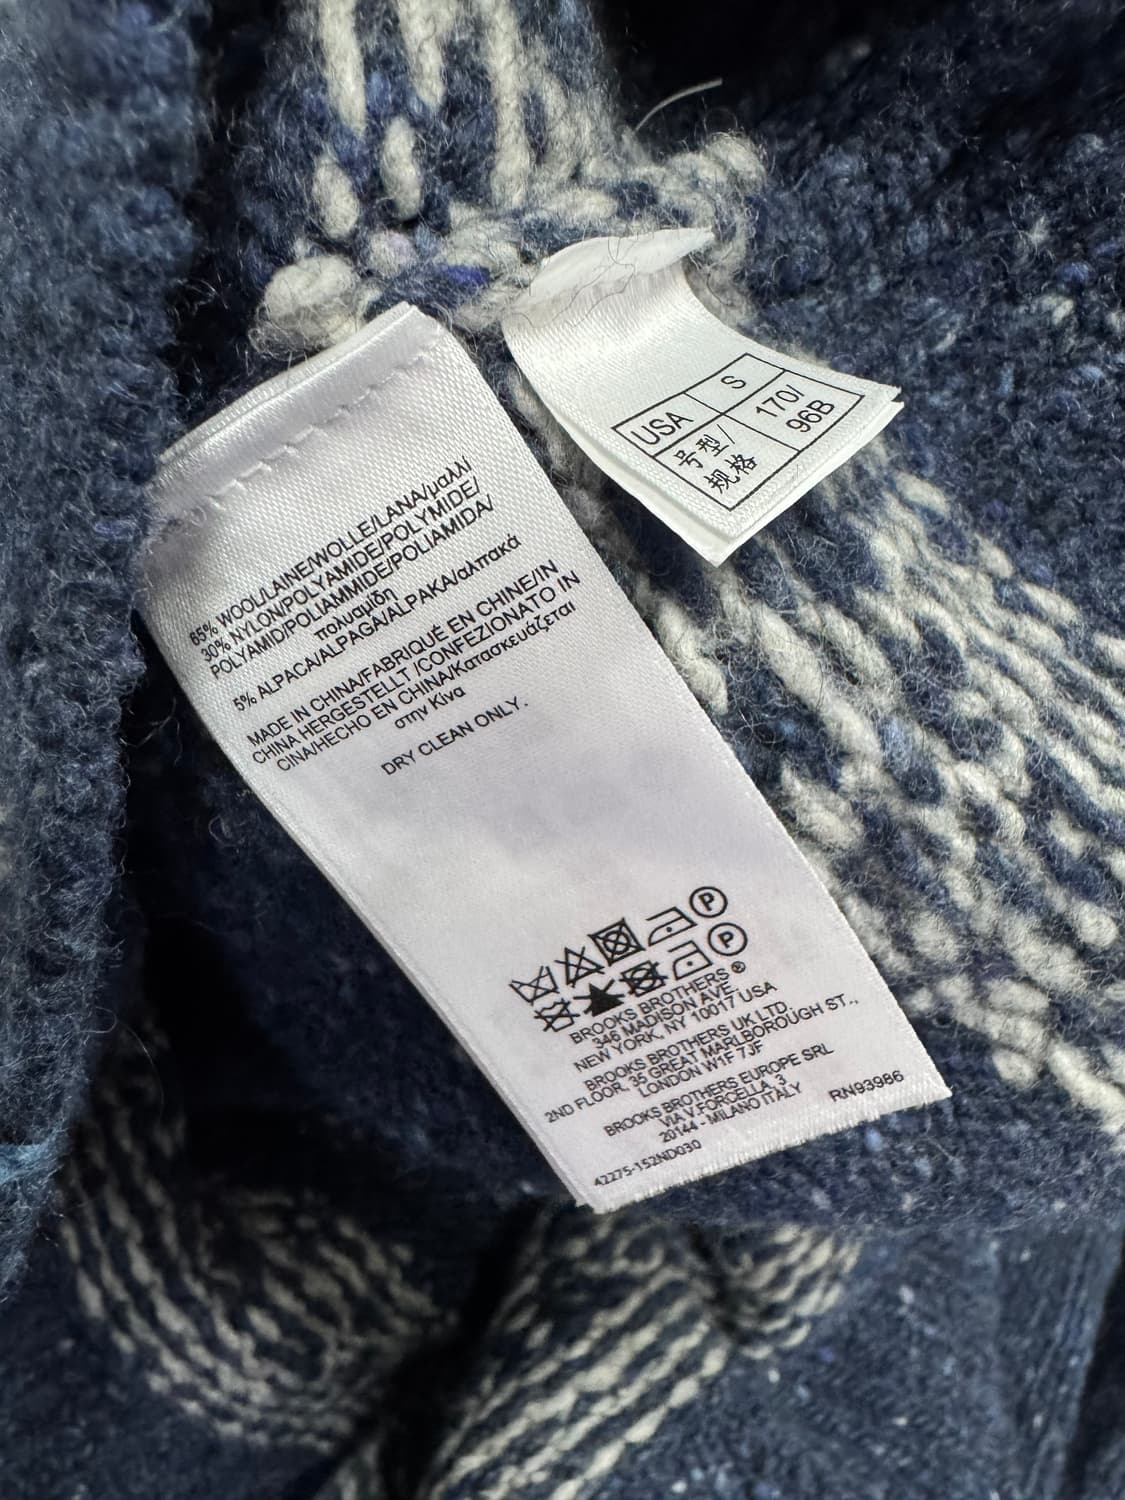 65% WOOL/LAINE/WOLLE/LANA/μαλλί
30% NYLON/POLYAMIDE/POLYMIDE/
POLYAMID/POLIAMMIDE/POLIAMIDA/
πολυαμίδη
5% ALPACA/ALPAGA/ALPAKA/αλπακά
MADE IN CHINA/FABRIQUÉ EN CHINE/IN
CHINA HERGESTELLT /CONFEZIONATO IN
CINA/HECHO EN CHINA/Κατασκευάζεται
στην Κίνα
DRY CLEAN ONLY.
P
P
BROOKS BROTHERS ®
346 MADISON AVE.
NEW YORK, NY 10017 USA
BROOKS BROTHERS UK LTD
2ND FLOOR, 35 GREAT MARLBOROUGH ST.,
LONDON W1F 7JF
BROOKS BROTHERS EUROPE SRL
VIA V.FORCELLA, 3
20144 - MILANO ITALY
RN93986
42275-152ND030
USA S
号型/ 170/
规格 96B